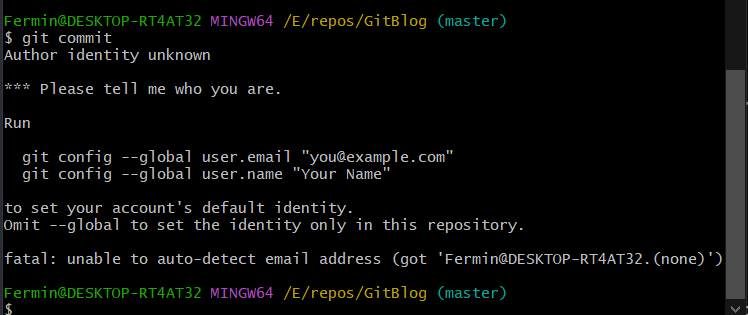 Fermin@DESKTOP-RT4AT32 MINGW64 /E/repos/GitBlog (master)
$ git commit
Author identity unknown

*** Please tell me who you are.

Run

  git config --global user.email "you@example.com"
  git config --global user.name "Your Name"

to set your account's default identity.
Omit --global to set the identity only in this repository.

fatal: unable to auto-detect email address (got 'Fermin@DESKTOP-RT4AT32.(none)')

Fermin@DESKTOP-RT4AT32 MINGW64 /E/repos/GitBlog (master)
$